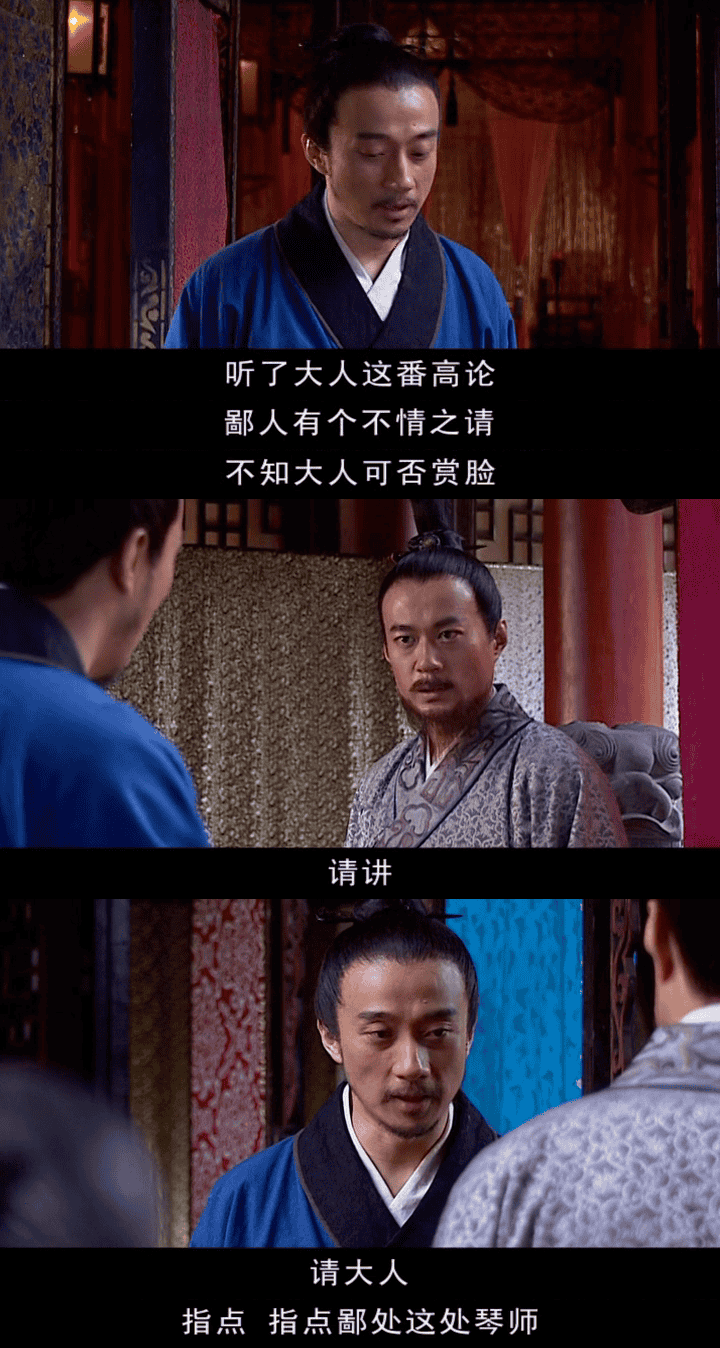 听了大人这番高论
鄙人有个不情之请
不知大人可否赏脸
请讲
请大人
指点 指点鄙处这处琴师